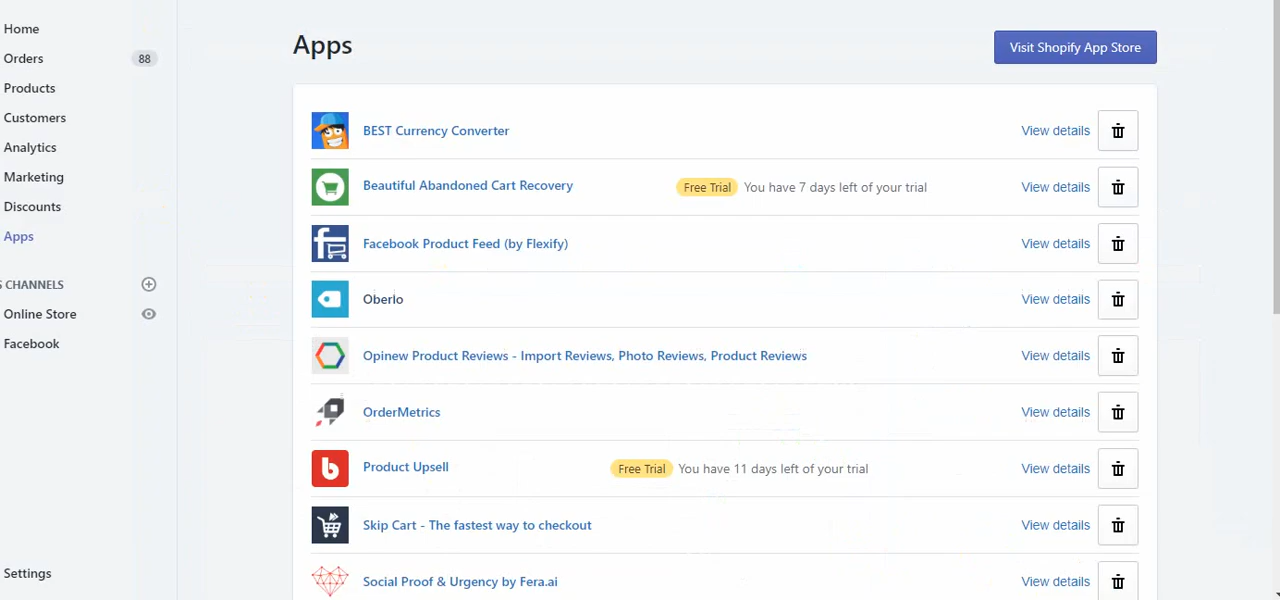 Home
Orders 88
Products
Customers
Analytics
Marketing
Discounts
Apps
S CHANNELS
Online Store
Facebook
Settings
Apps
Visit Shopify App Store
BEST Currency Converter View details
Beautiful Abandoned Cart Recovery Free Trial You have 7 days left of your trial View details
Facebook Product Feed (by Flexify) View details
Oberlo View details
Opinew Product Reviews - Import Reviews, Photo Reviews, Product Reviews View details
OrderMetrics View details
Product Upsell Free Trial You have 11 days left of your trial View details
Skip Cart - The fastest way to checkout View details
Social Proof & Urgency by Fera.ai View details